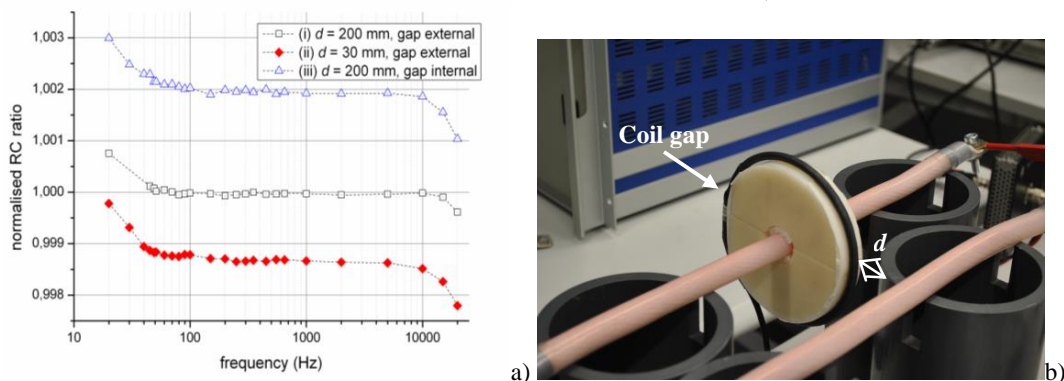 1,003
1,002
1,001
1,000
0,999
0,998
normalised RC ratio
(i) d = 200 mm, gap external
(ii) d = 30 mm, gap external
(iii) d = 200 mm, gap internal
10
100
1000
10000
frequency (Hz)
a)
Coil gap
d
b)